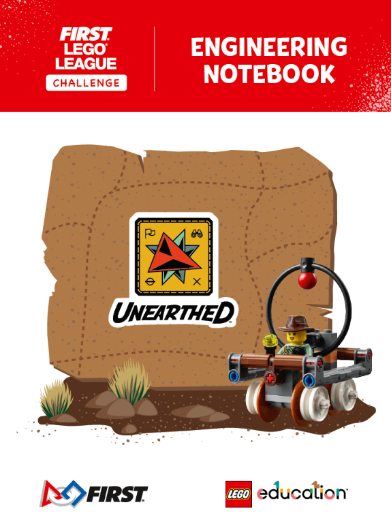 FIRST
LEGO
LEAGUE
CHALLENGE
ENGINEERING
NOTEBOOK
UNEARTHED
FIRST
LEGO education